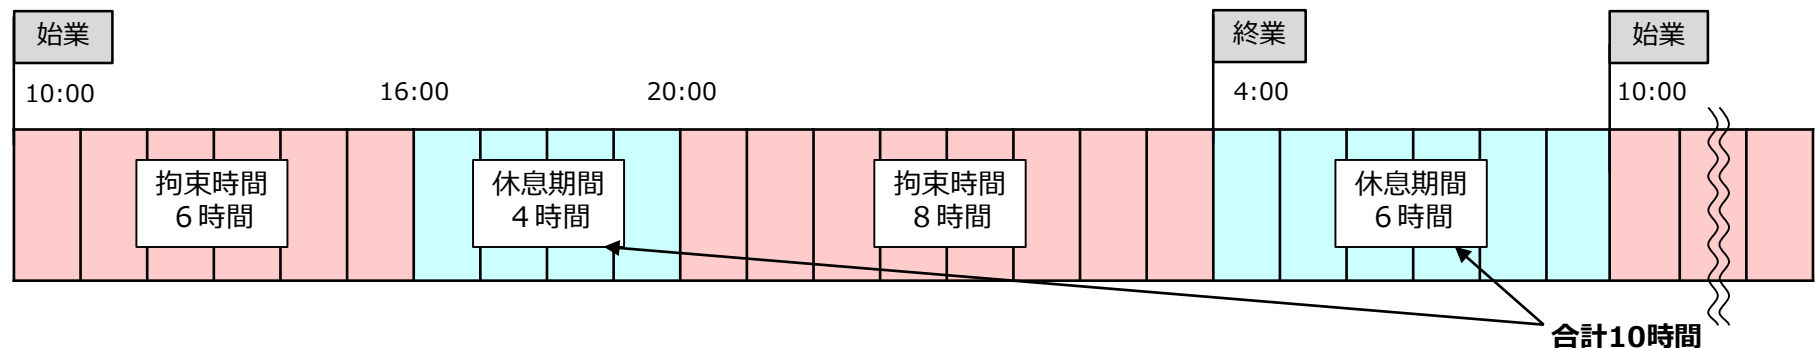 始業
終業
始業
10:00
16:00
20:00
4:00
10:00
拘束時間
６時間
休息期間
４時間
拘束時間
８時間
休息期間
６時間
合計10時間